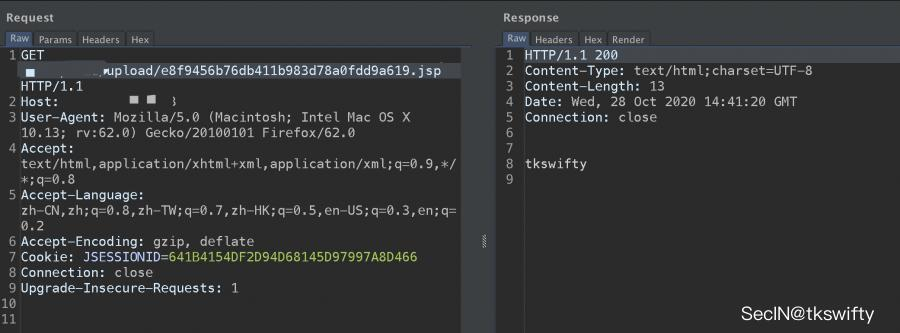 Request
Raw Params Headers Hex
1 GET
upload/e8f9456b76db411b983d78a0fdd9a619.jsp
HTTP/1.1
2 Host:
3 User-Agent: Mozilla/5.0 (Macintosh; Intel Mac OS X
10.13; rv:62.0) Gecko/20100101 Firefox/62.0
4 Accept:
text/html,application/xhtml+xml,application/xml;q=0.9,*/
*;q=0.8
5 Accept-Language:
zh-CN,zh;q=0.8,zh-TW;q=0.7,zh-HK;q=0.5,en-US;q=0.3,en;q=
0.2
6 Accept-Encoding: gzip, deflate
7 Cookie: JSESSIONID=641B4154DF2D94D68145D97997A8D466
8 Connection: close
9 Upgrade-Insecure-Requests: 1
10
11
Response
Raw Headers Hex Render
1 HTTP/1.1 200
2 Content-Type: text/html;charset=UTF-8
3 Content-Length: 13
4 Date: Wed, 28 Oct 2020 14:41:20 GMT
5 Connection: close
6
7
8 tkswifty
9
SecIN@tkswifty